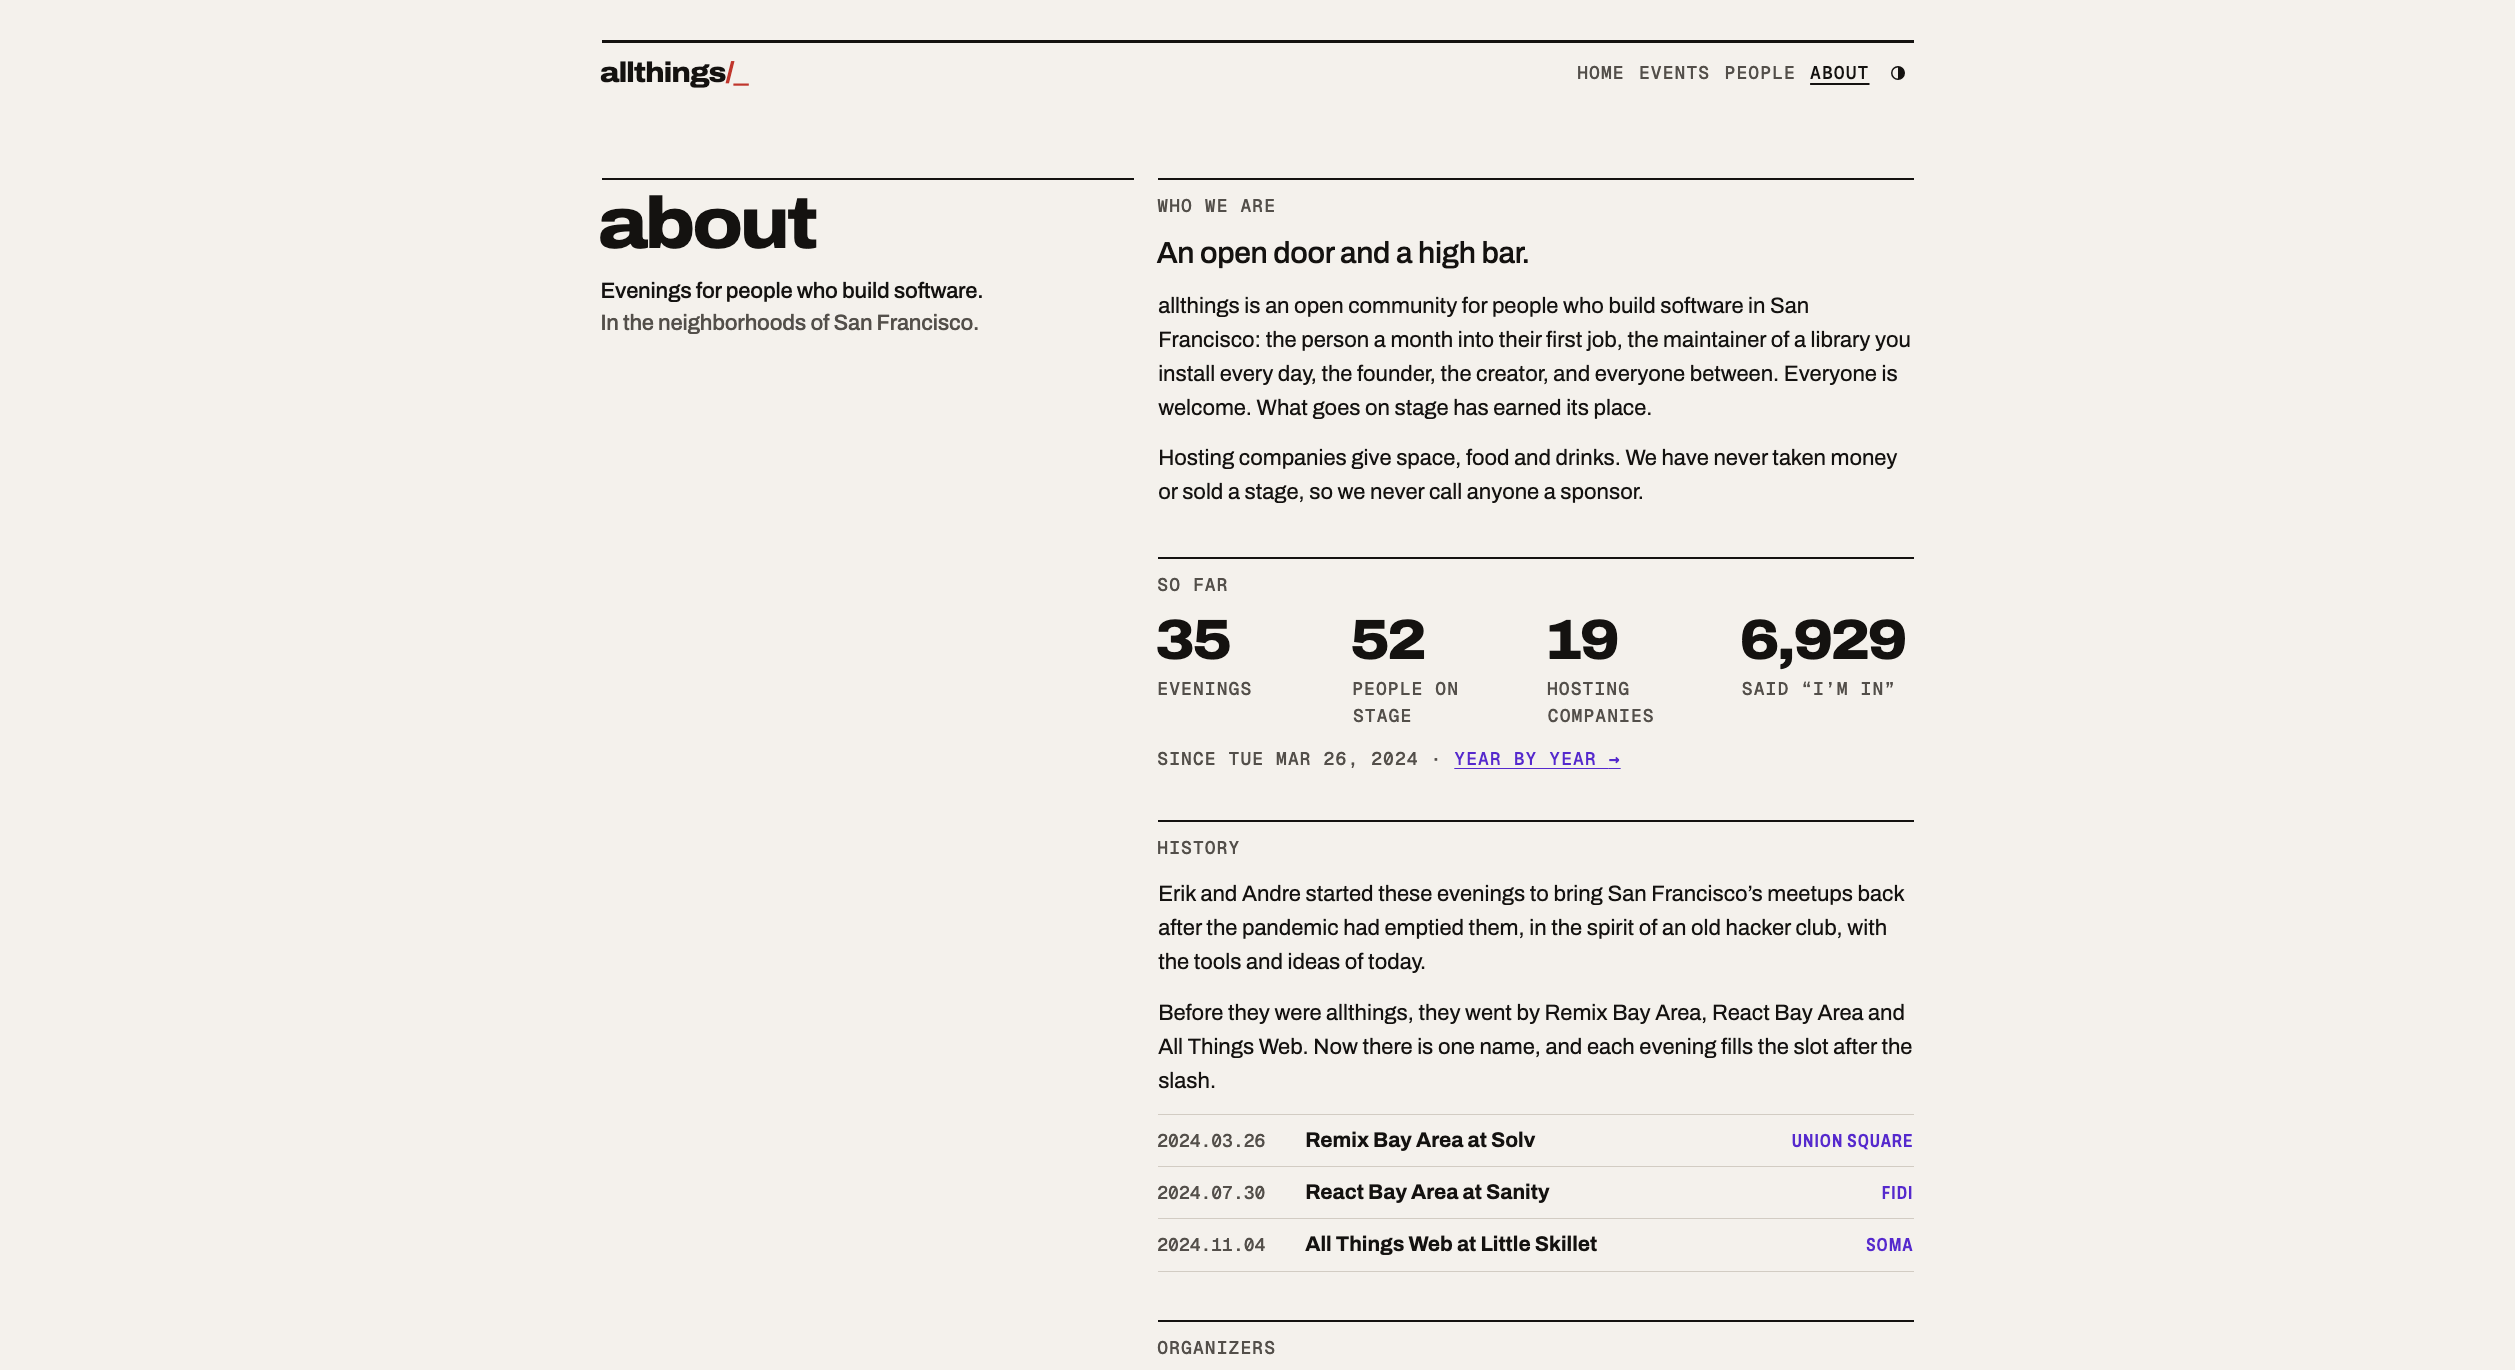 allthings/_
HOME EVENTS PEOPLE ABOUT
about
Evenings for people who build software.
In the neighborhoods of San Francisco.
WHO WE ARE
An open door and a high bar.
allthings is an open community for people who build software in San
Francisco: the person a month into their first job, the maintainer of a library you
install every day, the founder, the creator, and everyone between. Everyone is
welcome. What goes on stage has earned its place.
Hosting companies give space, food and drinks. We have never taken money
or sold a stage, so we never call anyone a sponsor.
SO FAR
35 52 19 6,929
EVENINGS PEOPLE ON HOSTING SAID “I’M IN”
STAGE COMPANIES
SINCE TUE MAR 26, 2024 · YEAR BY YEAR →
HISTORY
Erik and Andre started these evenings to bring San Francisco’s meetups back
after the pandemic had emptied them, in the spirit of an old hacker club, with
the tools and ideas of today.
Before they were allthings, they went by Remix Bay Area, React Bay Area and
All Things Web. Now there is one name, and each evening fills the slot after the
slash.
2024.03.26 Remix Bay Area at Solv UNION SQUARE
2024.07.30 React Bay Area at Sanity FIDI
2024.11.04 All Things Web at Little Skillet SOMA
ORGANIZERS